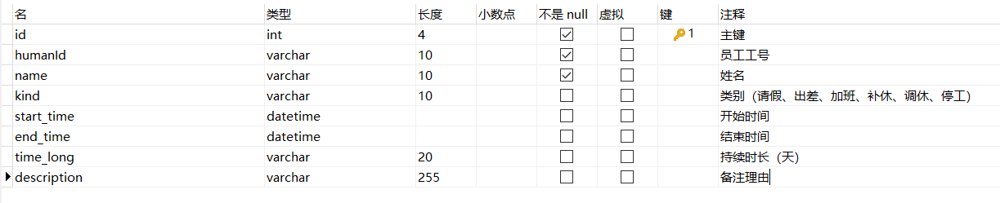 名 类型 长度 小数点 不是 null 虚拟 键 注释
id int 4 1 主键
humanId varchar 10 员工工号
name varchar 10 姓名
kind varchar 10 类别（请假、出差、加班、补休、调休、停工）
start_time datetime 开始时间
end_time datetime 结束时间
time_long varchar 20 持续时长（天）
description varchar 255 备注理由